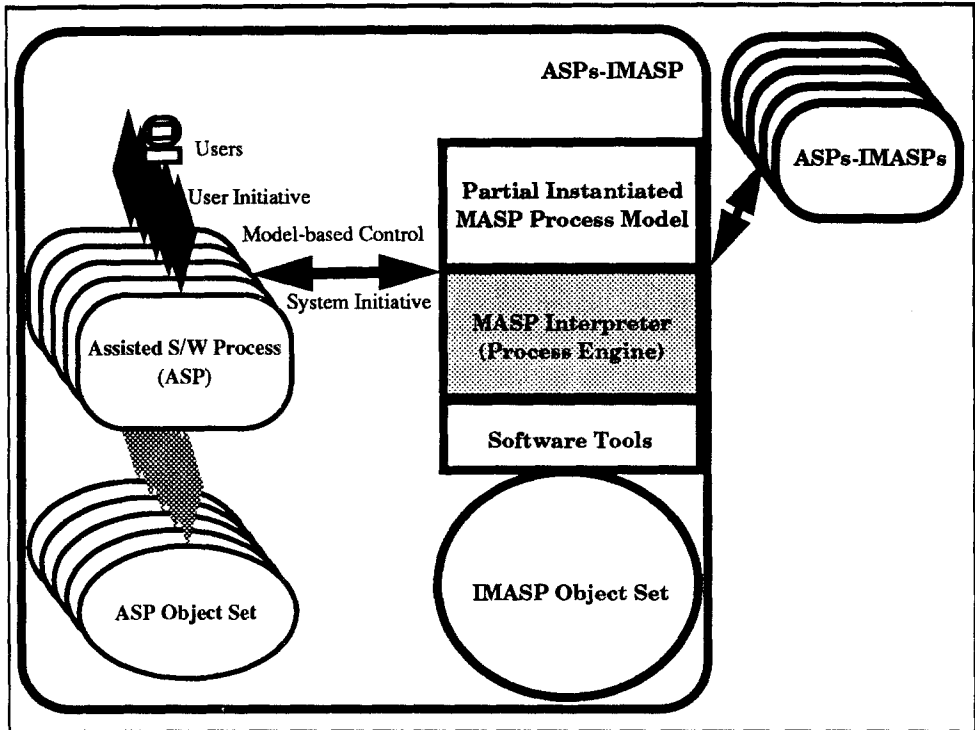 ASPs-IMASP
Users
User Initiative
Model-based Control
System Initiative
Assisted S/W Process
(ASP)
ASP Object Set
Partial Instantiated
MASP Process Model
MASP Interpreter
(Process Engine)
Software Tools
IMASP Object Set
ASPs-IMASPs